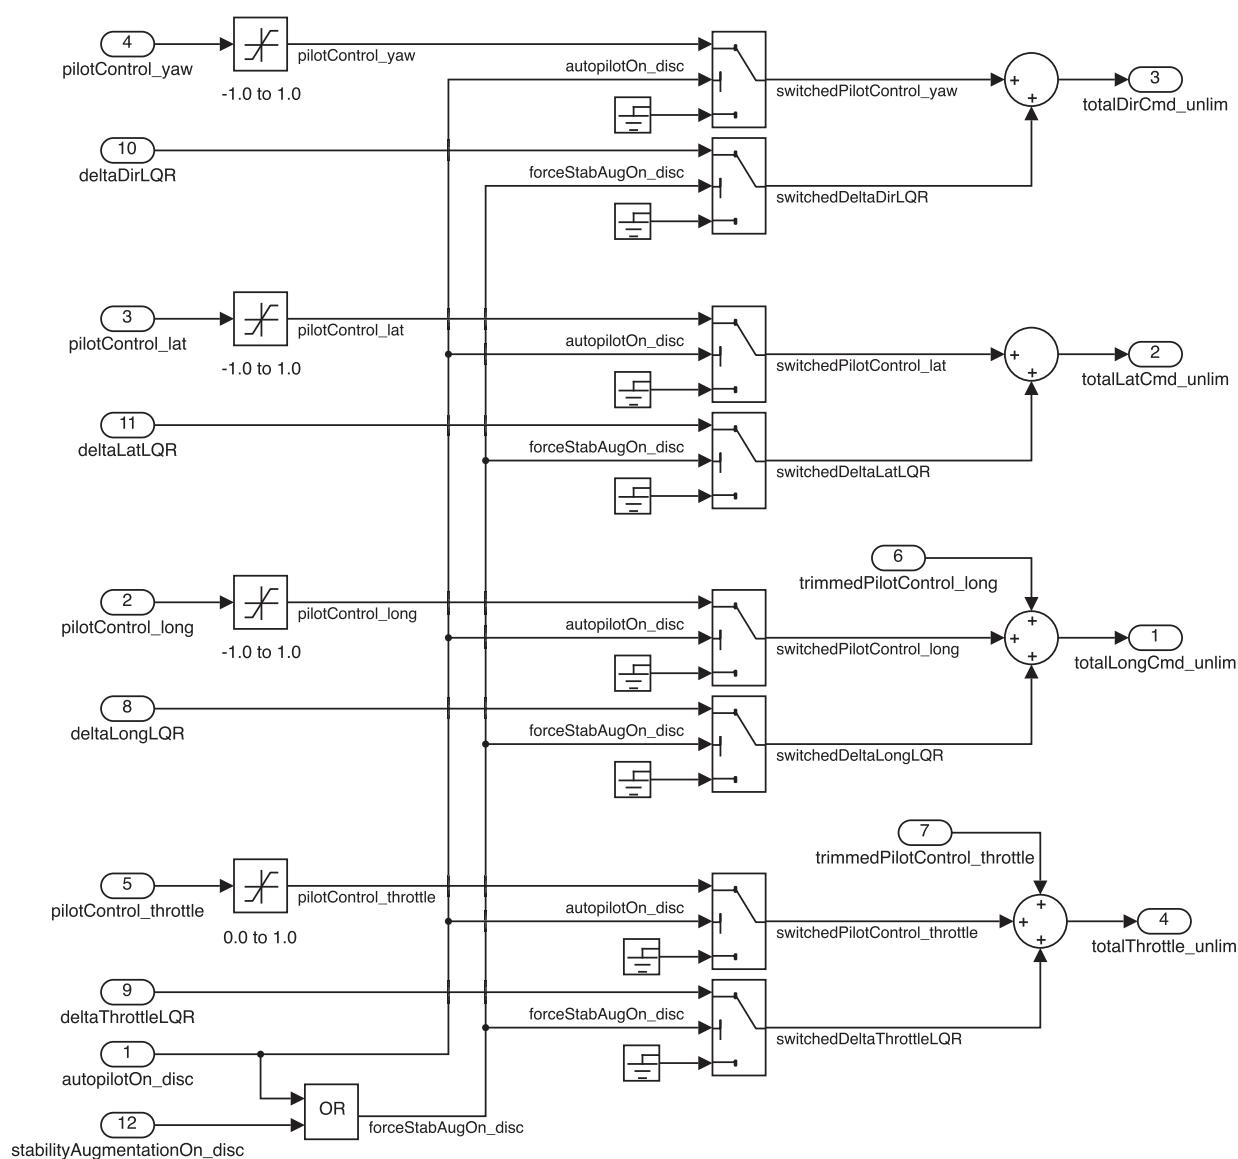 4
pilotControl_yaw
-1.0 to 1.0
pilotControl_yaw
autopilotOn_disc
switchedPilotControl_yaw
+
+
3
totalDirCmd_unlim
10
deltaDirLQR
forceStabAugOn_disc
switchedDeltaDirLQR
3
pilotControl_lat
-1.0 to 1.0
pilotControl_lat
autopilotOn_disc
switchedPilotControl_lat
+
+
2
totalLatCmd_unlim
11
deltaLatLQR
forceStabAugOn_disc
switchedDeltaLatLQR
6
trimmedPilotControl_long
2
pilotControl_long
-1.0 to 1.0
pilotControl_long
autopilotOn_disc
switchedPilotControl_long
+
+
+
1
totalLongCmd_unlim
8
deltaLongLQR
forceStabAugOn_disc
switchedDeltaLongLQR
7
trimmedPilotControl_throttle
5
pilotControl_throttle
0.0 to 1.0
pilotControl_throttle
autopilotOn_disc
switchedPilotControl_throttle
+
+
+
4
totalThrottle_unlim
9
deltaThrottleLQR
forceStabAugOn_disc
switchedDeltaThrottleLQR
1
autopilotOn_disc
OR
forceStabAugOn_disc
12
stabilityAugmentationOn_disc